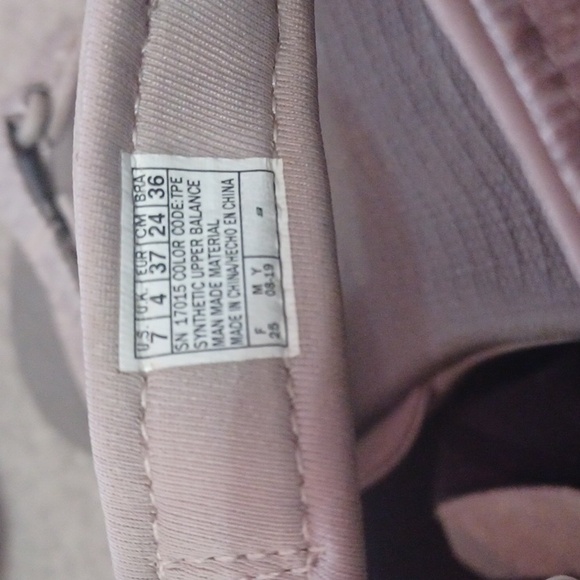 U.S. U.K. EUR CM BRA
7 4 37 24 36
SN 17015 COLOR CODE:TPE
SYNTHETIC UPPER BALANCE
MAN MADE MATERIAL
MADE IN CHINA/HECHO EN CHINA
F M Y
25 08-19